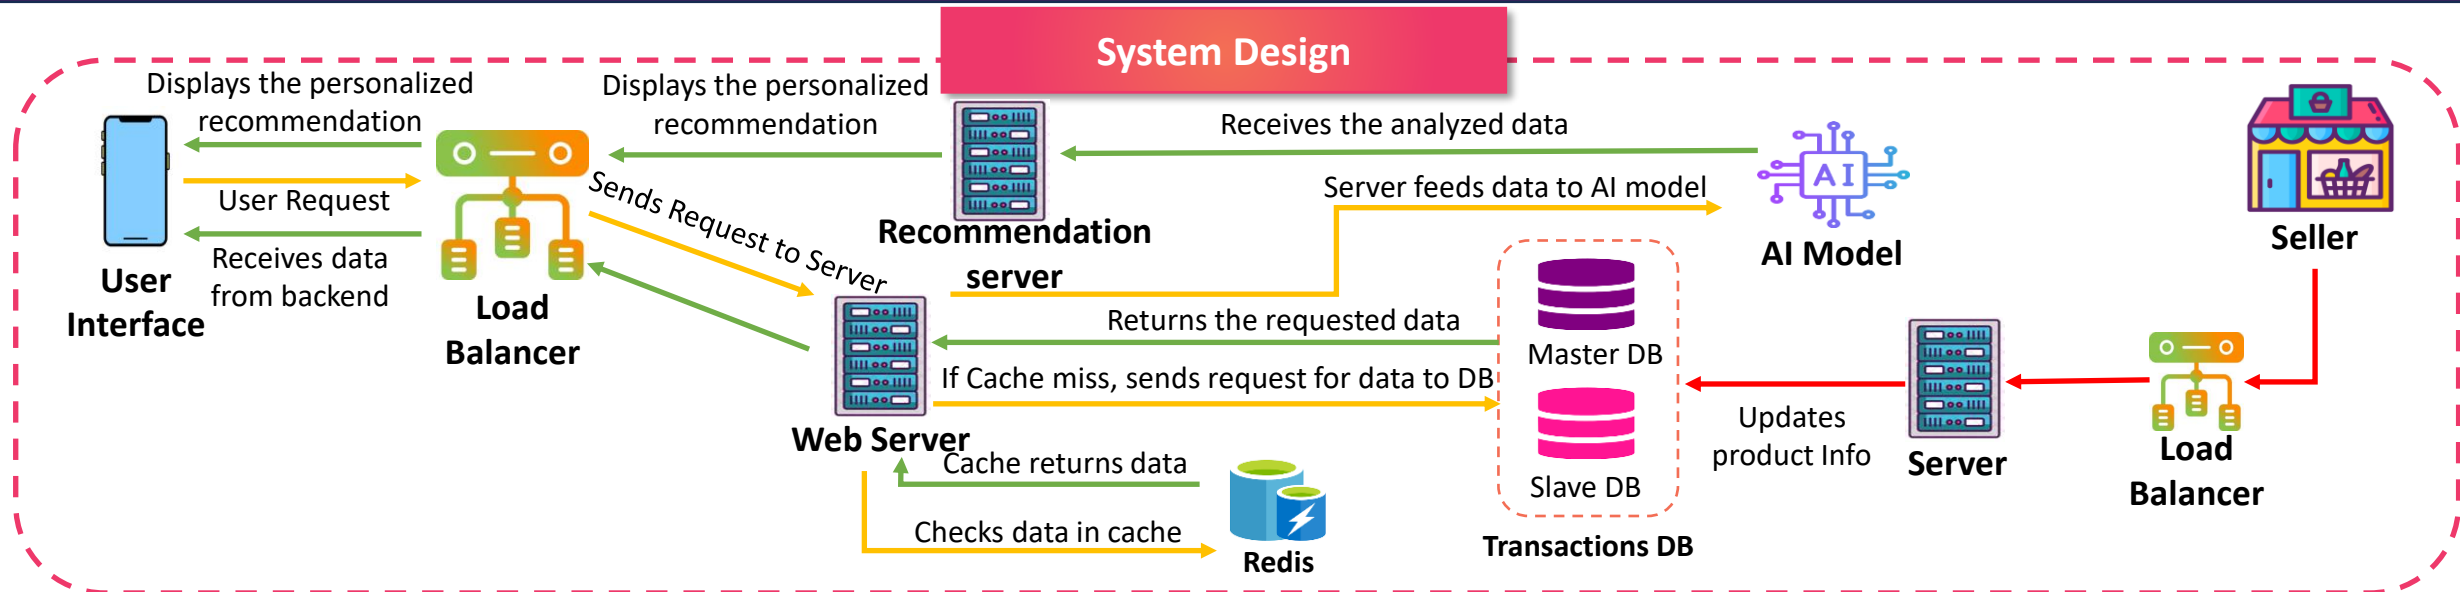 System Design
Displays the personalized
recommendation
User Request
Receives data
from backend
User
Interface
Load
Balancer
Displays the personalized
recommendation
Sends Request to Server
Recommendation
server
Receives the analyzed data
Server feeds data to AI model
AI
AI Model
Seller
Web Server
Returns the requested data
If Cache miss, sends request for data to DB
Cache returns data
Checks data in cache
Redis
Master DB
Slave DB
Transactions DB
Updates
product Info
Server
Load
Balancer